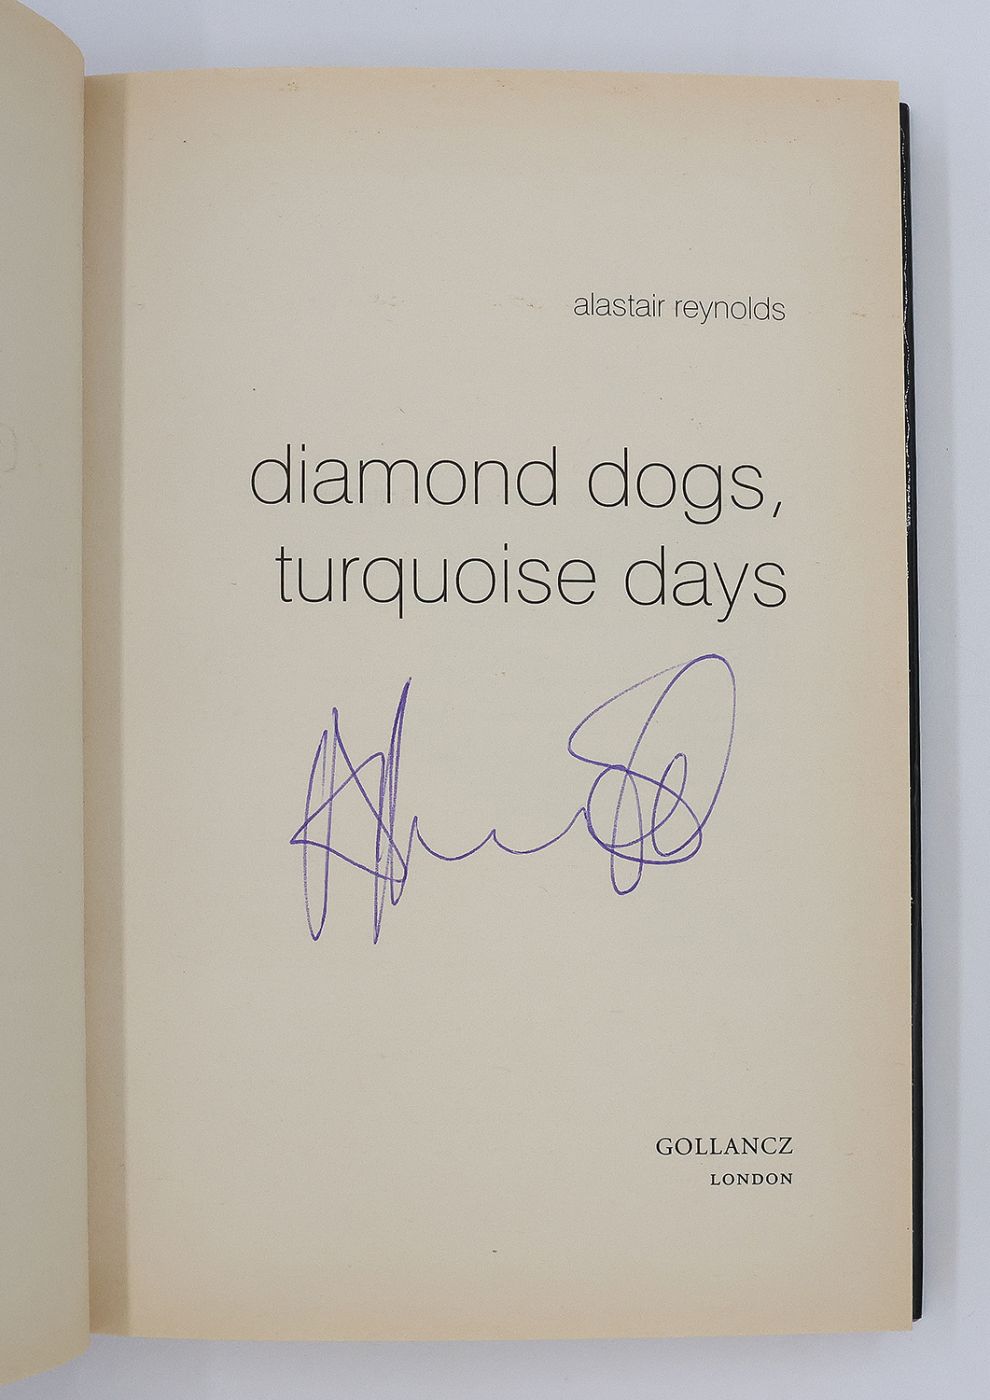 alastair reynolds
diamond dogs,
turquoise days
GOLLANCZ
LONDON